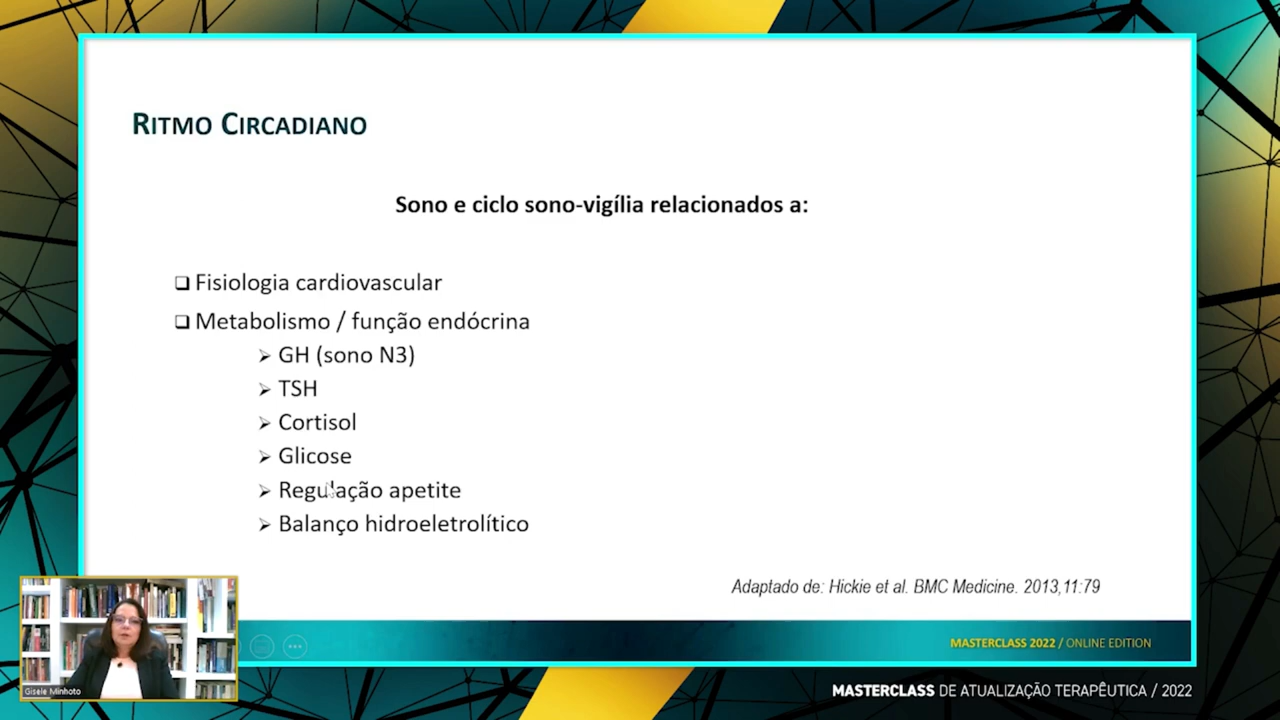 RITMO CIRCADIANO
Sono e ciclo sono-vigília relacionados a:
❑ Fisiologia cardiovascular
❑ Metabolismo / função endócrina
➢ GH (sono N3)
➢ TSH
➢ Cortisol
➢ Glicose
➢ Regulação apetite
➢ Balanço hidroeletrolítico
Adaptado de: Hickie et al. BMC Medicine. 2013,11:79
MASTERCLASS 2022 / ONLINE EDITION
Gisele Minhoto
MASTERCLASS DE ATUALIZAÇÃO TERAPÊUTICA / 2022